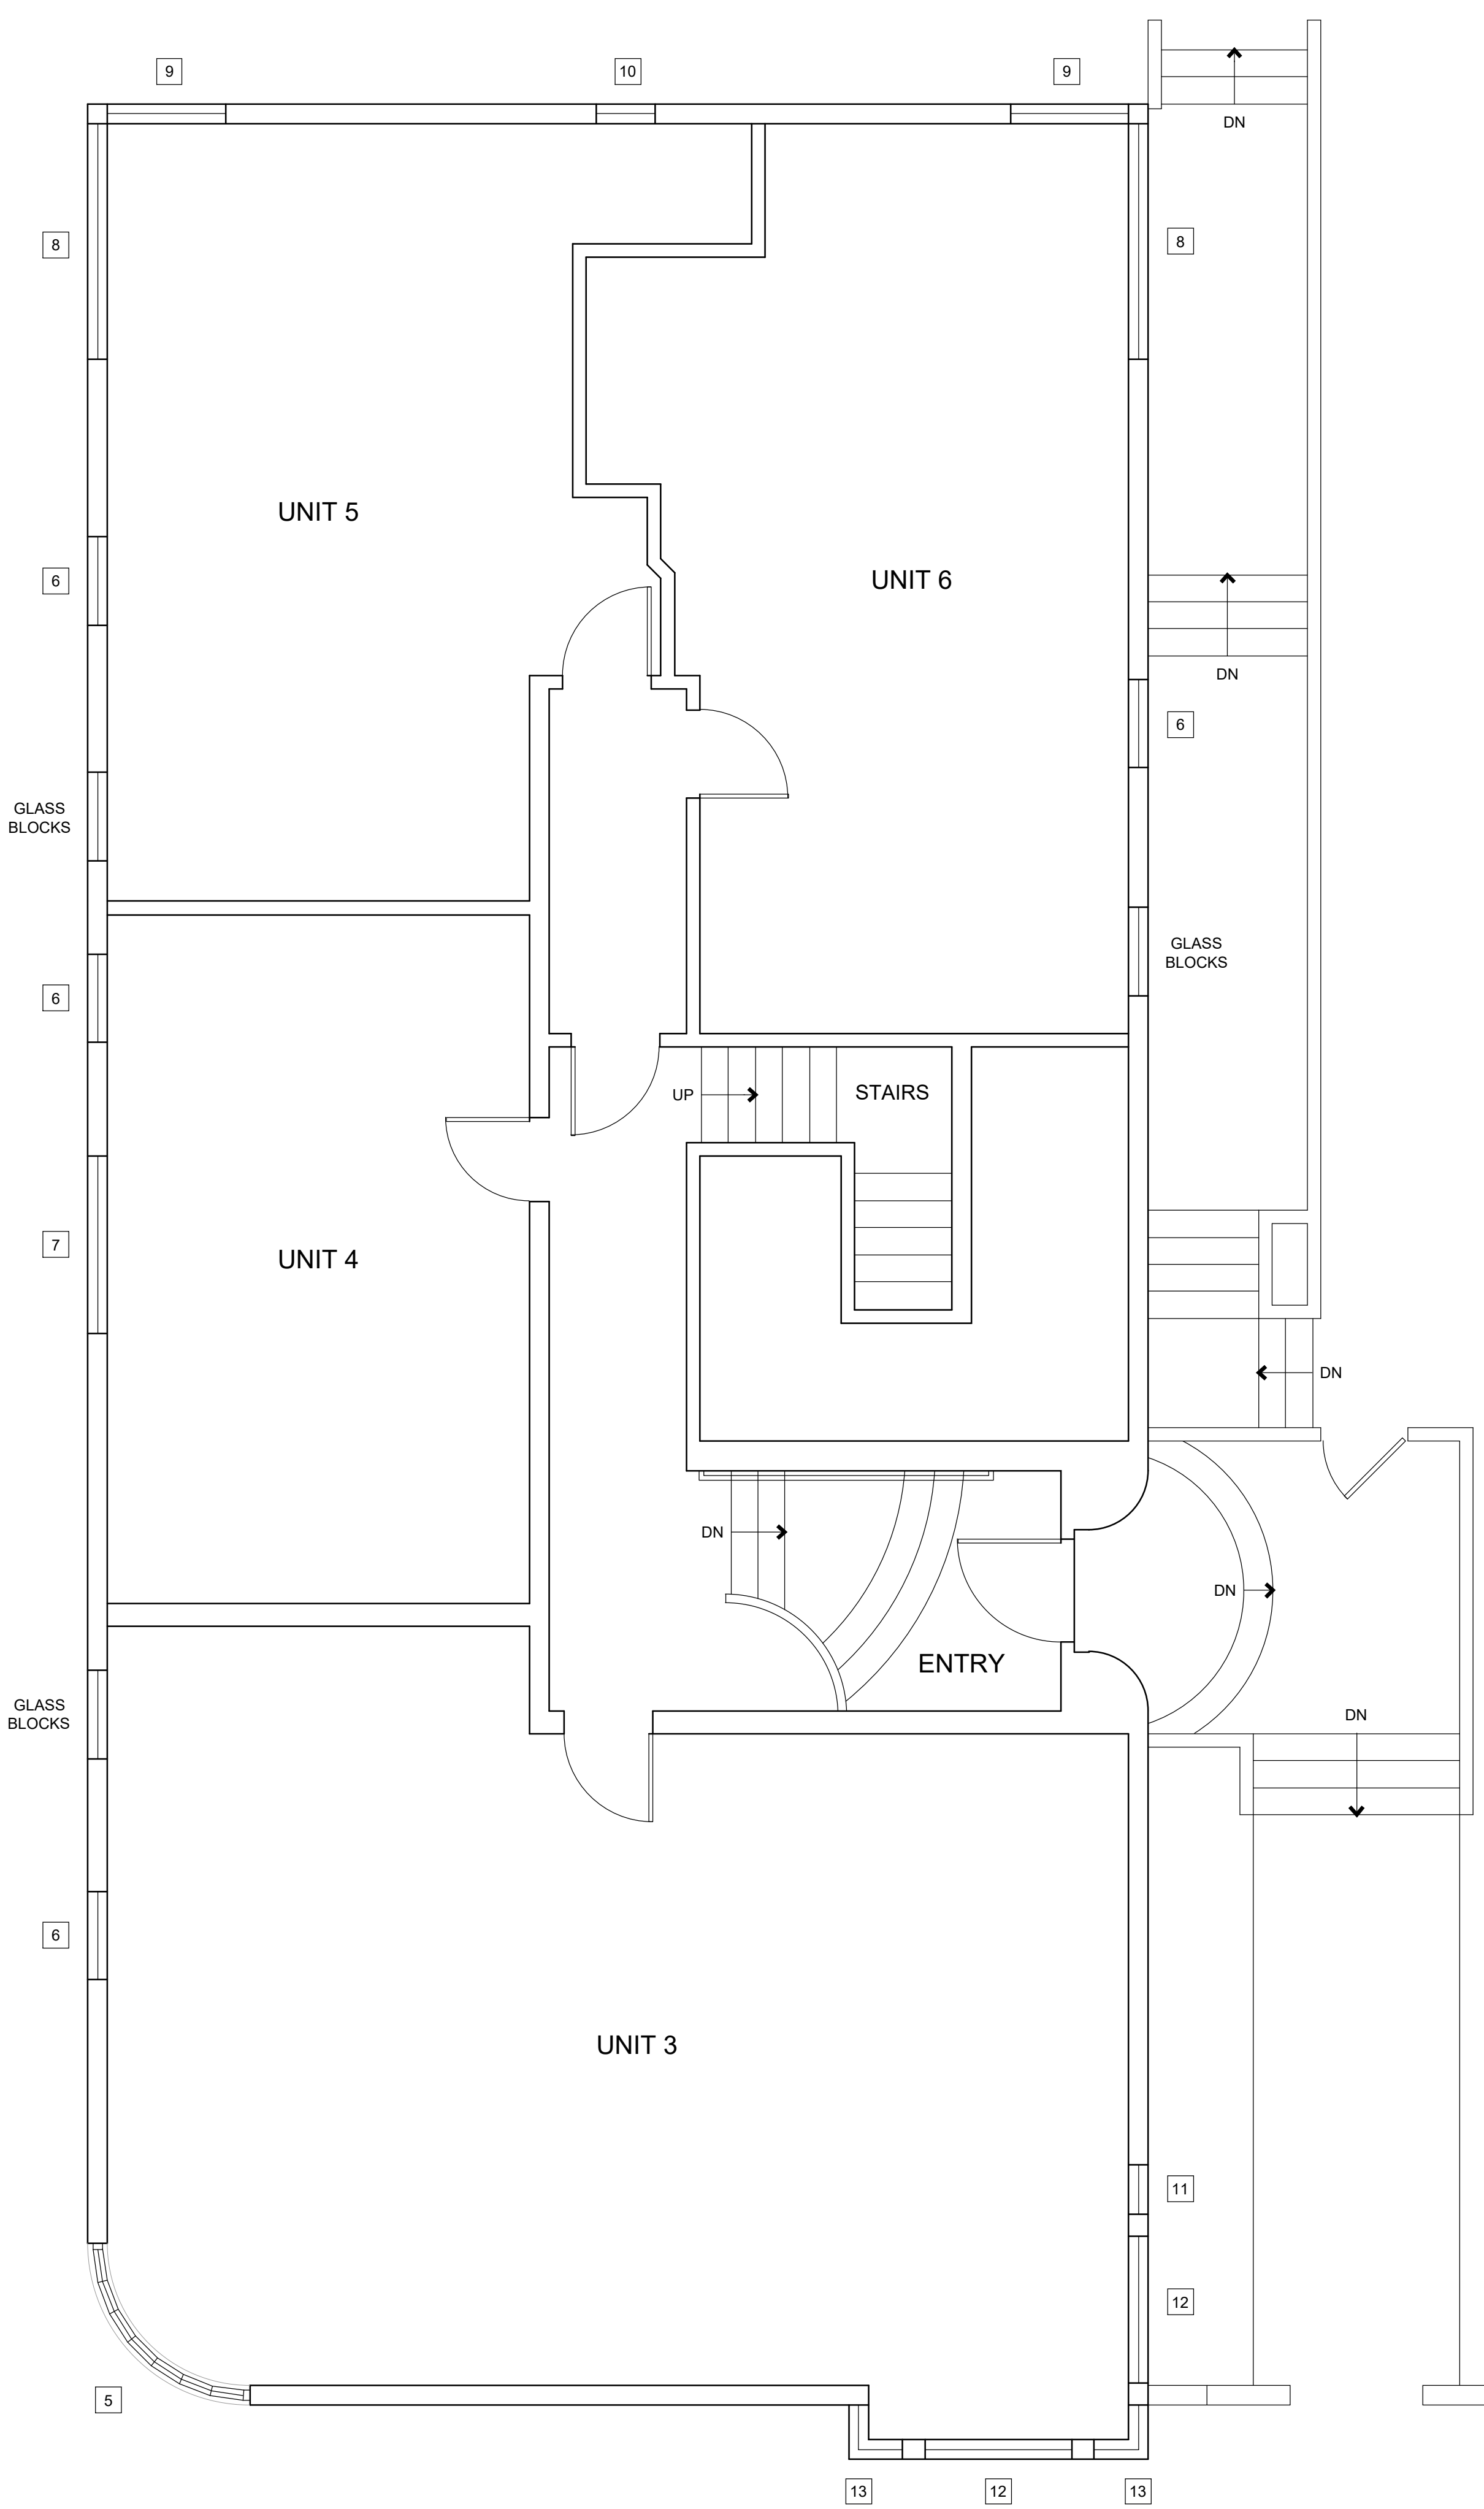 9
10
9
DN
8
8
UNIT 5
UNIT 6
6
DN
6
GLASS
BLOCKS
GLASS
BLOCKS
6
UP
STAIRS
7
UNIT 4
DN
DN
DN
ENTRY
GLASS
BLOCKS
DN
6
UNIT 3
11
12
5
13
12
13